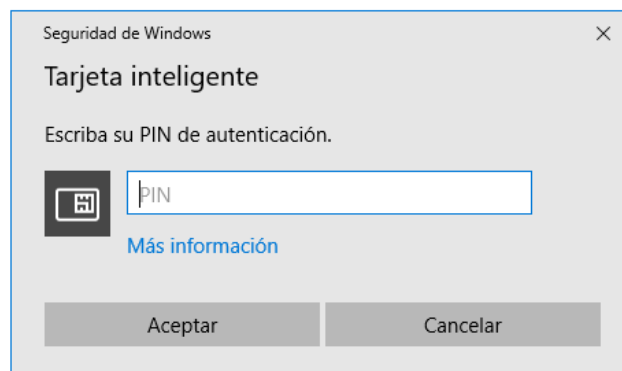 Seguridad de Windows
Tarjeta inteligente
Escriba su PIN de autenticación.
PIN
Más información
Aceptar
Cancelar